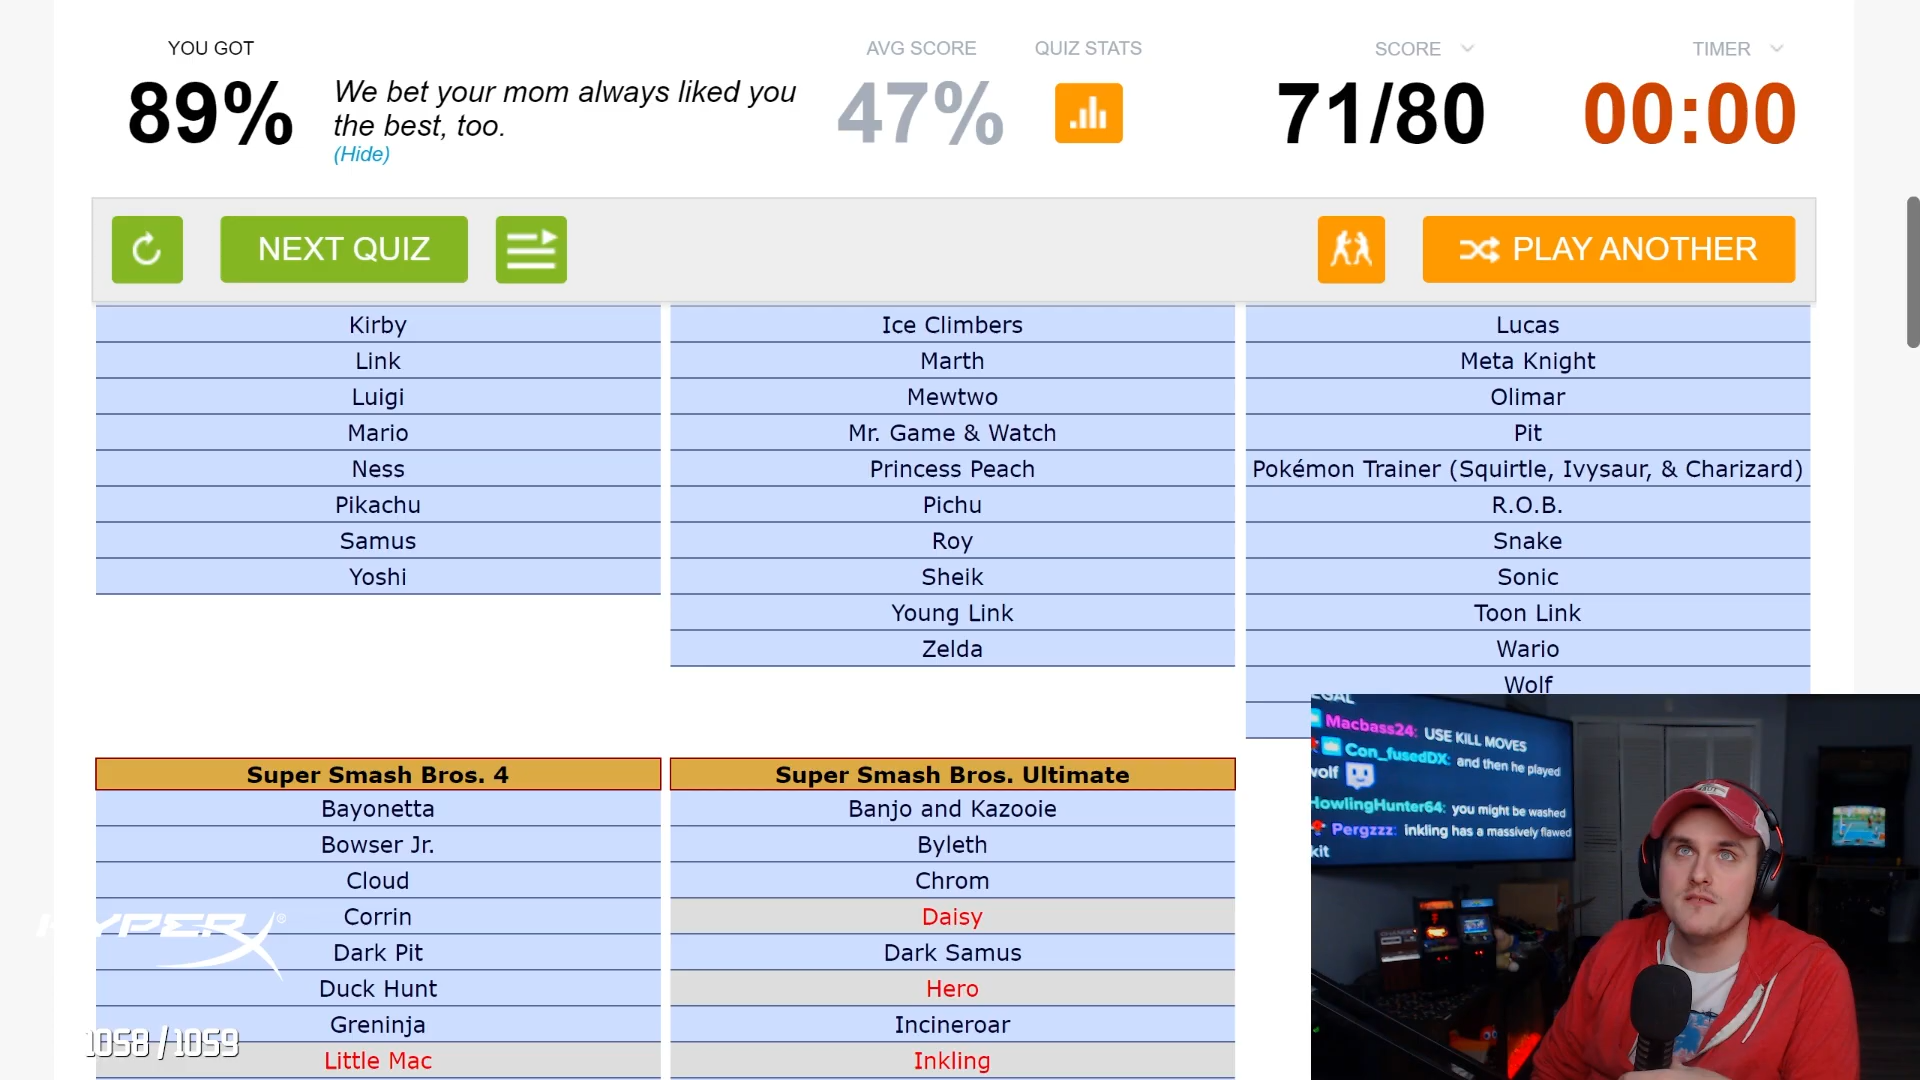 YOU GOT
89%
We bet your mom always liked you
the best, too.
(Hide)
AVG SCORE
47%
QUIZ STATS
SCORE
71/80
TIMER
00:00
NEXT QUIZ
PLAY ANOTHER
Kirby
Link
Luigi
Mario
Ness
Pikachu
Samus
Yoshi
Ice Climbers
Marth
Mewtwo
Mr. Game & Watch
Princess Peach
Pichu
Roy
Sheik
Young Link
Zelda
Lucas
Meta Knight
Olimar
Pit
Pokémon Trainer (Squirtle, Ivysaur, & Charizard)
R.O.B.
Snake
Sonic
Toon Link
Wario
Wolf
Super Smash Bros. 4
Bayonetta
Bowser Jr.
Cloud
Corrin
Dark Pit
Duck Hunt
Greninja
Little Mac
Super Smash Bros. Ultimate
Banjo and Kazooie
Byleth
Chrom
Daisy
Dark Samus
Hero
Incineroar
Inkling
HYPERX®
1058/1059
Macbass24: USE KILL MOVES
Con_fusedDX: and then he played
wolf
HowlingHunter64: you might be washed
Pergzzz: inkling has a massively flawed
kit